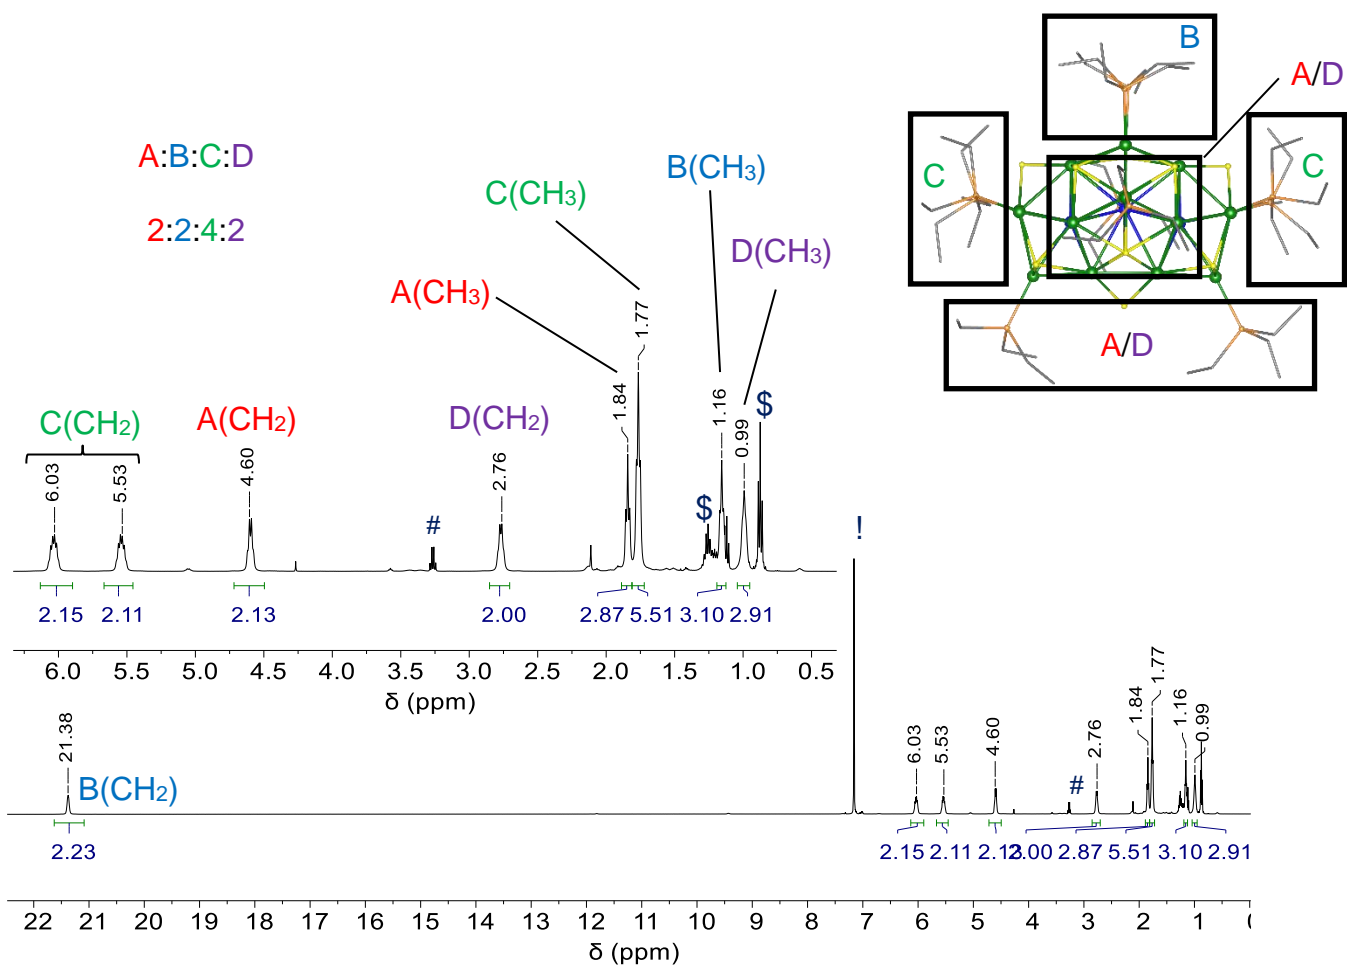 B
A/D
C
C
A/D
A:B:C:D
2:2:4:2
B(CH₃)
C(CH₃)
D(CH₃)
A(CH₃)
C(CH₂)
A(CH₂)
D(CH₂)
6.03
5.53
4.60
2.76
1.84
1.77
1.16
0.99
#
$
$
!
2.15 2.11 2.13 2.00 2.87 5.51 3.10 2.91
6.0 5.5 5.0 4.5 4.0 3.5 3.0 2.5 2.0 1.5 1.0 0.5
δ (ppm)
21.38
6.03
5.53
4.60
2.76
1.84
1.77
1.16
0.99
B(CH₂)
#
2.23 2.15 2.11 2.13 2.00 2.87 5.51 3.10 2.91
22 21 20 19 18 17 16 15 14 13 12 11 10 9 8 7 6 5 4 3 2 1
δ (ppm)